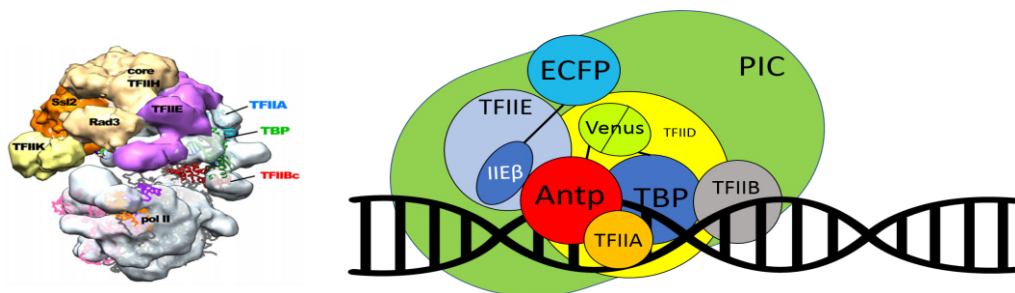 core
TFIIH
Ssl2
TFIIE
TFIIA
Rad3
TBP
TFIIK
TFIIBc
pol II
ECFP
PIC
TFIIE
Venus
TFIID
IIEβ
Antp
TBP
TFIIB
TFIIA